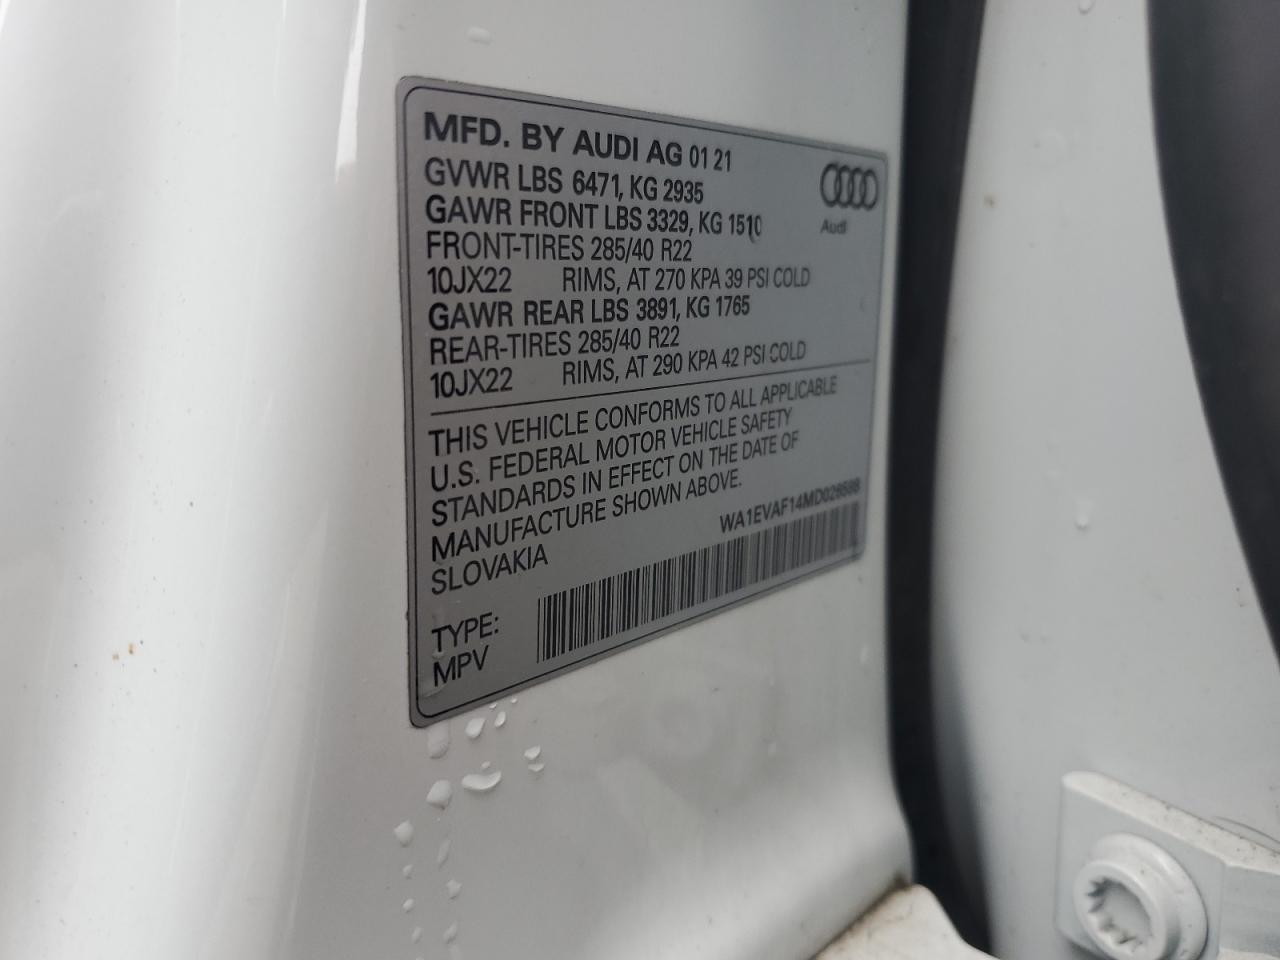 MFD. BY AUDI AG 01 21
GVWR LBS 6471, KG 2935
GAWR FRONT LBS 3329, KG 1510
FRONT-TIRES 285/40 R22
10JX22 RIMS, AT 270 KPA 39 PSI COLD
GAWR REAR LBS 3891, KG 1765
REAR-TIRES 285/40 R22
10JX22 RIMS, AT 290 KPA 42 PSI COLD
Audi
THIS VEHICLE CONFORMS TO ALL APPLICABLE
U.S. FEDERAL MOTOR VEHICLE SAFETY
STANDARDS IN EFFECT ON THE DATE OF
MANUFACTURE SHOWN ABOVE.
SLOVAKIA
TYPE:
MPV